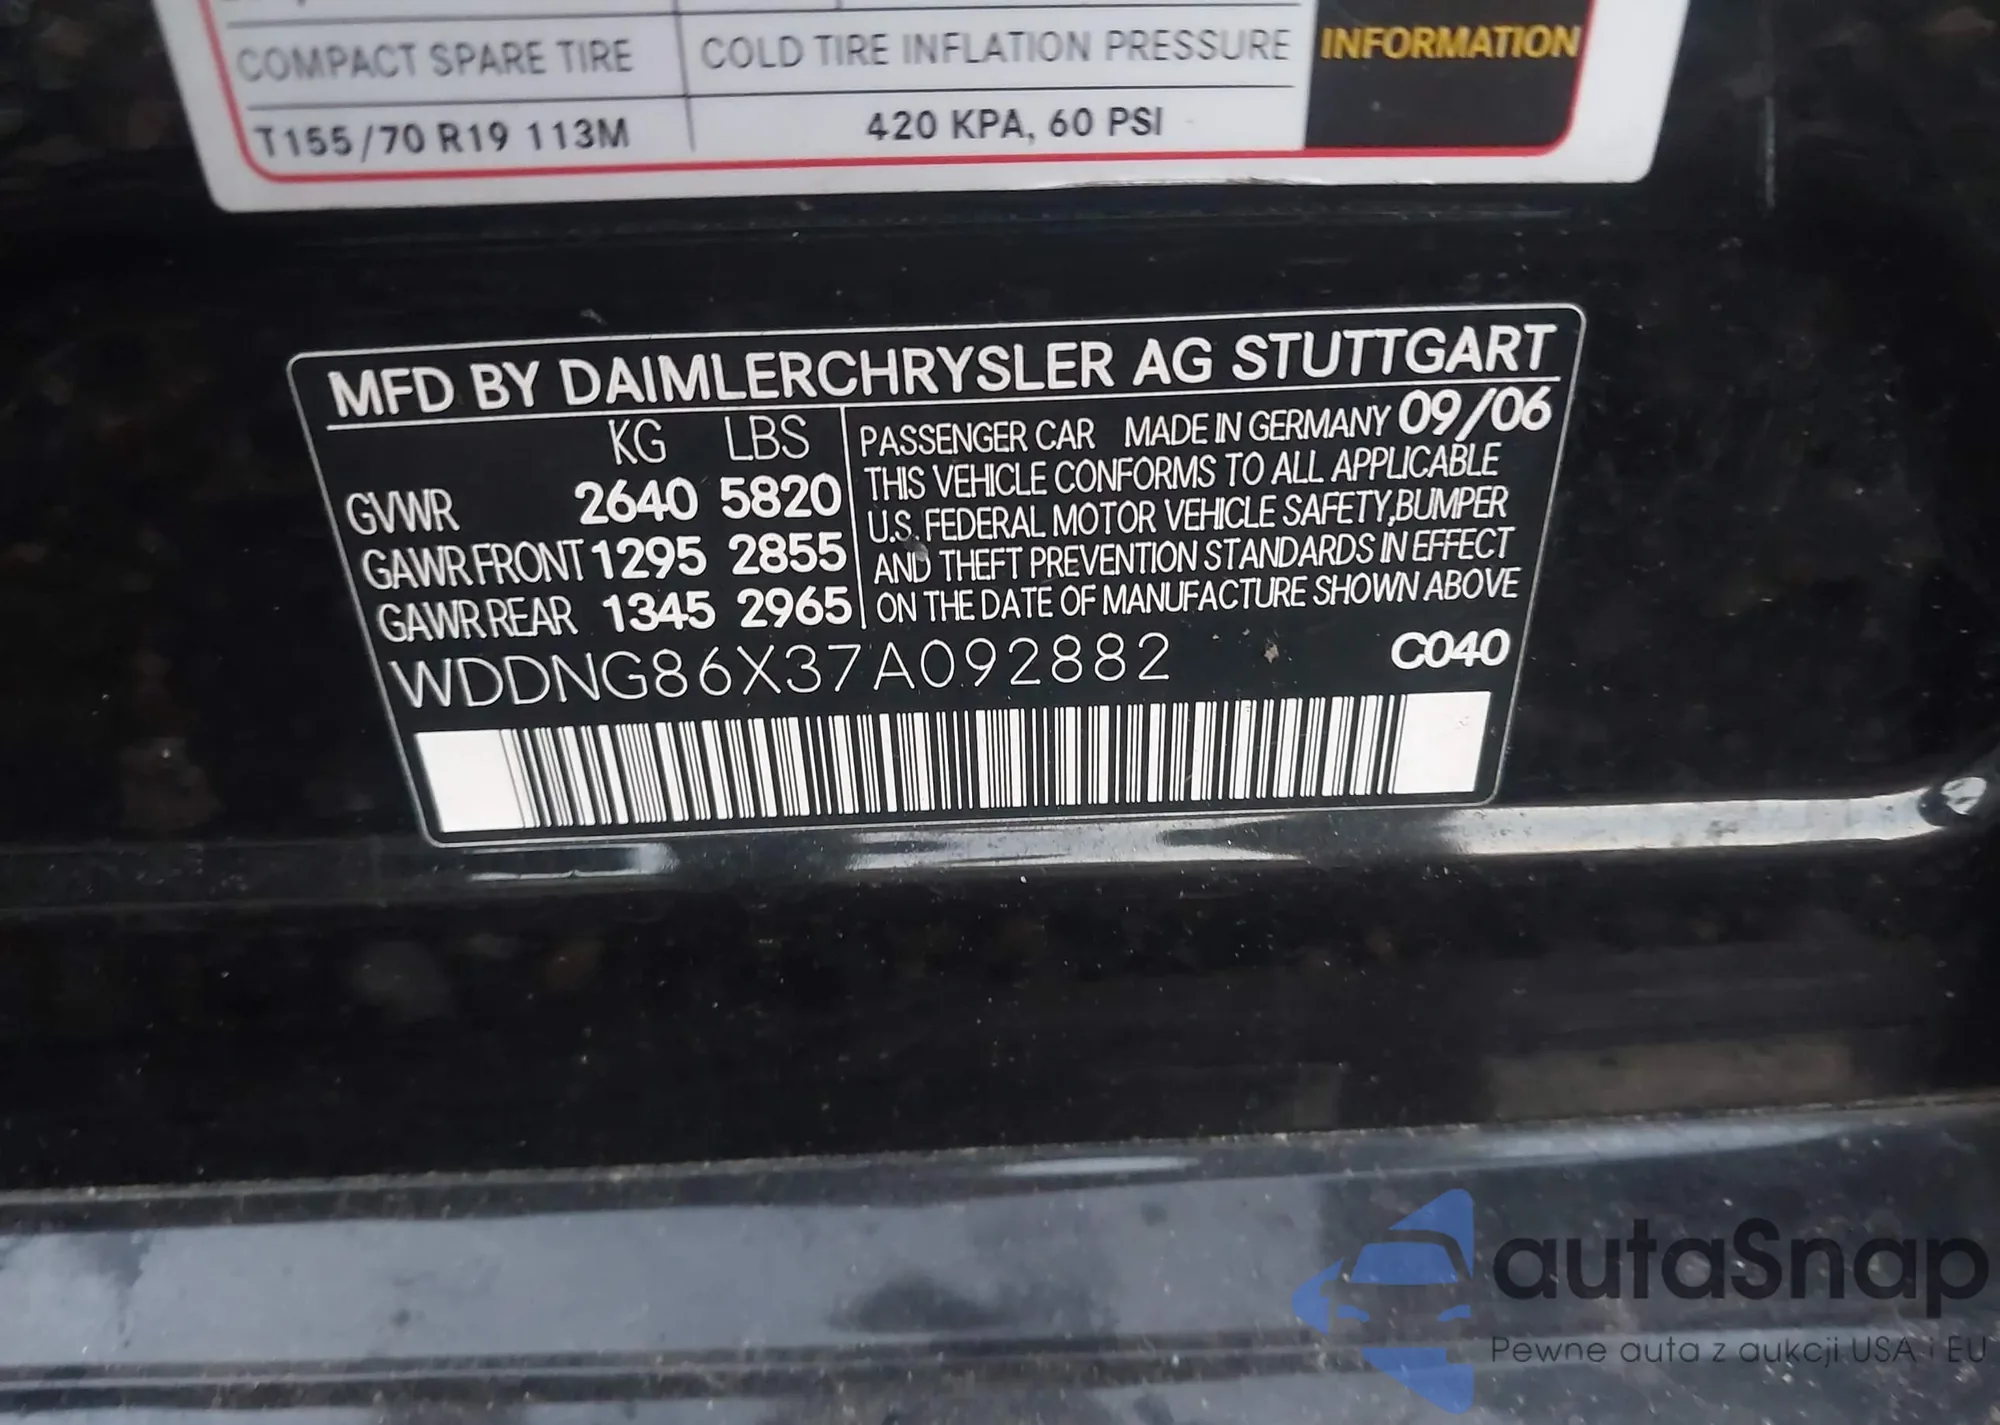 COMPACT SPARE TIRE COLD TIRE INFLATION PRESSURE INFORMATION
T155/70 R19 113M 420 KPA, 60 PSI
MFD BY DAIMLERCHRYSLER AG STUTTGART
KG LBS
GVWR 2640 5820
GAWR FRONT 1295 2855
GAWR REAR 1345 2965
PASSENGER CAR MADE IN GERMANY 09/06
THIS VEHICLE CONFORMS TO ALL APPLICABLE
U.S. FEDERAL MOTOR VEHICLE SAFETY,BUMPER
AND THEFT PREVENTION STANDARDS IN EFFECT
ON THE DATE OF MANUFACTURE SHOWN ABOVE
WDDNG86X37A092882 C040
autaSnap
Pewne auta z aukcji USA i EU